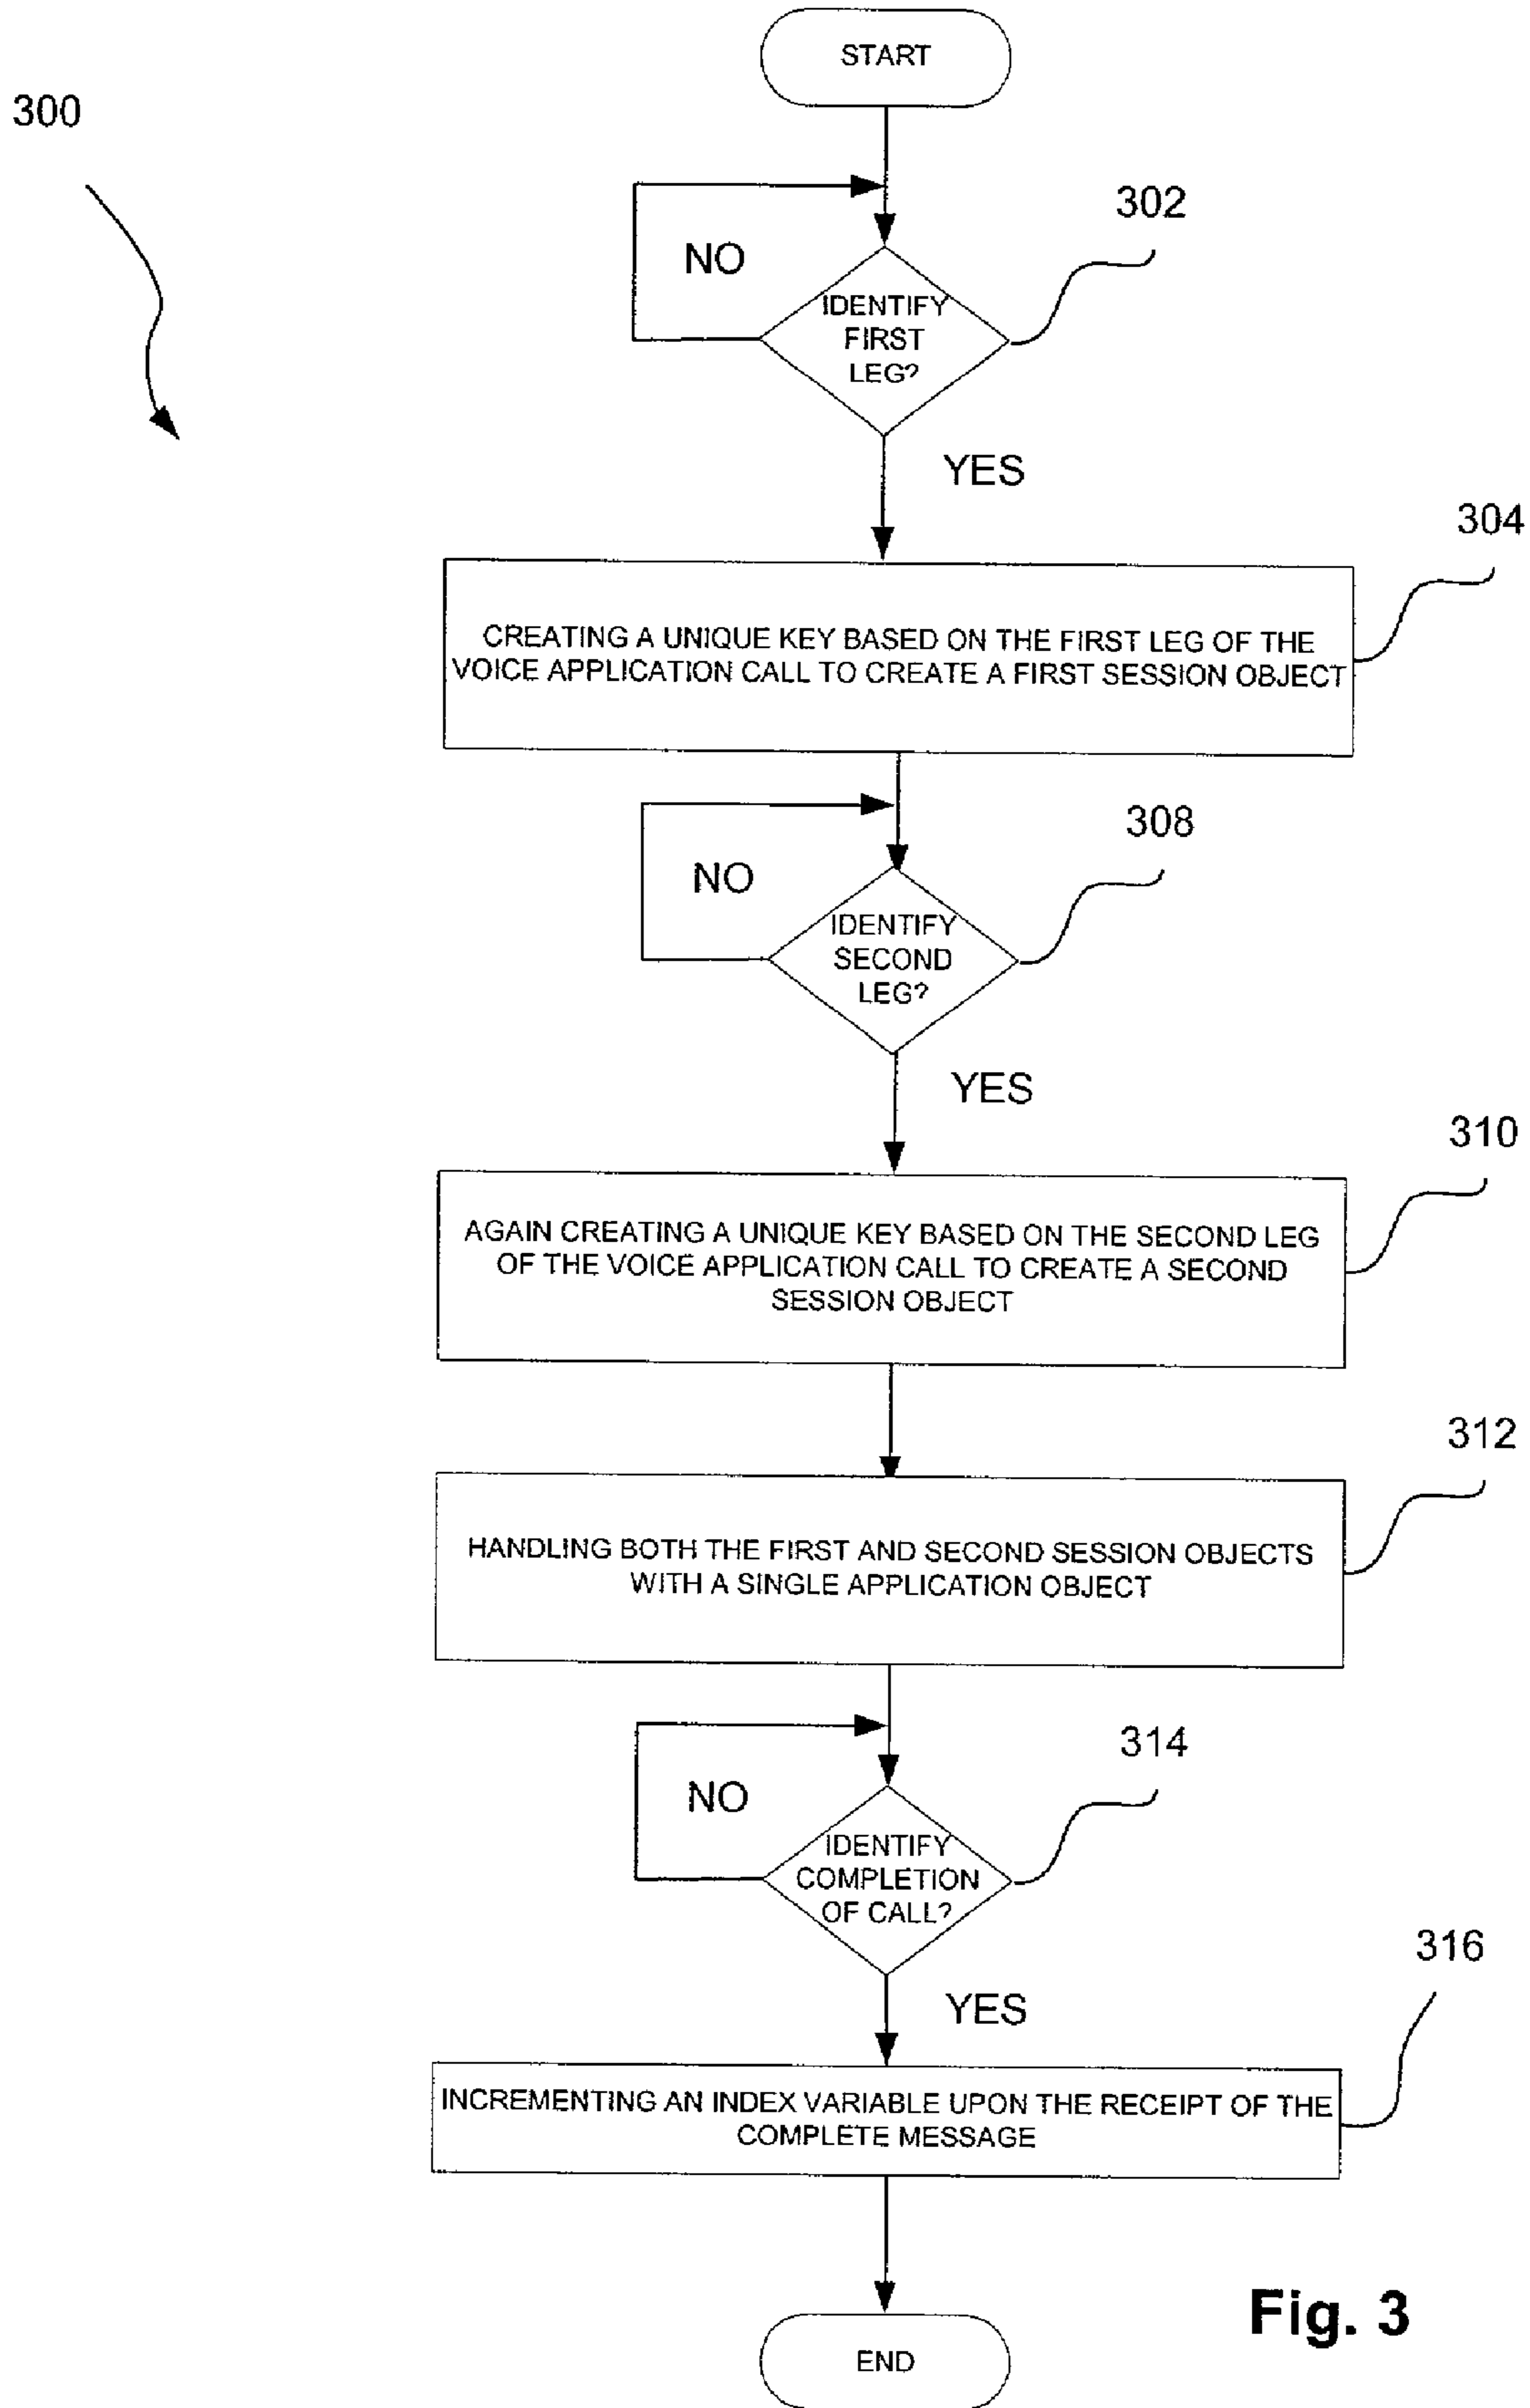 START
300
302
NO
IDENTIFY
FIRST
LEG?
YES
304
CREATING A UNIQUE KEY BASED ON THE FIRST LEG OF THE
VOICE APPLICATION CALL TO CREATE A FIRST SESSION OBJECT
308
NO
IDENTIFY
SECOND
LEG?
YES
310
AGAIN CREATING A UNIQUE KEY BASED ON THE SECOND LEG
OF THE VOICE APPLICATION CALL TO CREATE A SECOND
SESSION OBJECT
312
HANDLING BOTH THE FIRST AND SECOND SESSION OBJECTS
WITH A SINGLE APPLICATION OBJECT
314
NO
IDENTIFY
COMPLETION
OF CALL?
316
YES
INCREMENTING AN INDEX VARIABLE UPON THE RECEIPT OF THE
COMPLETE MESSAGE
Fig. 3
END